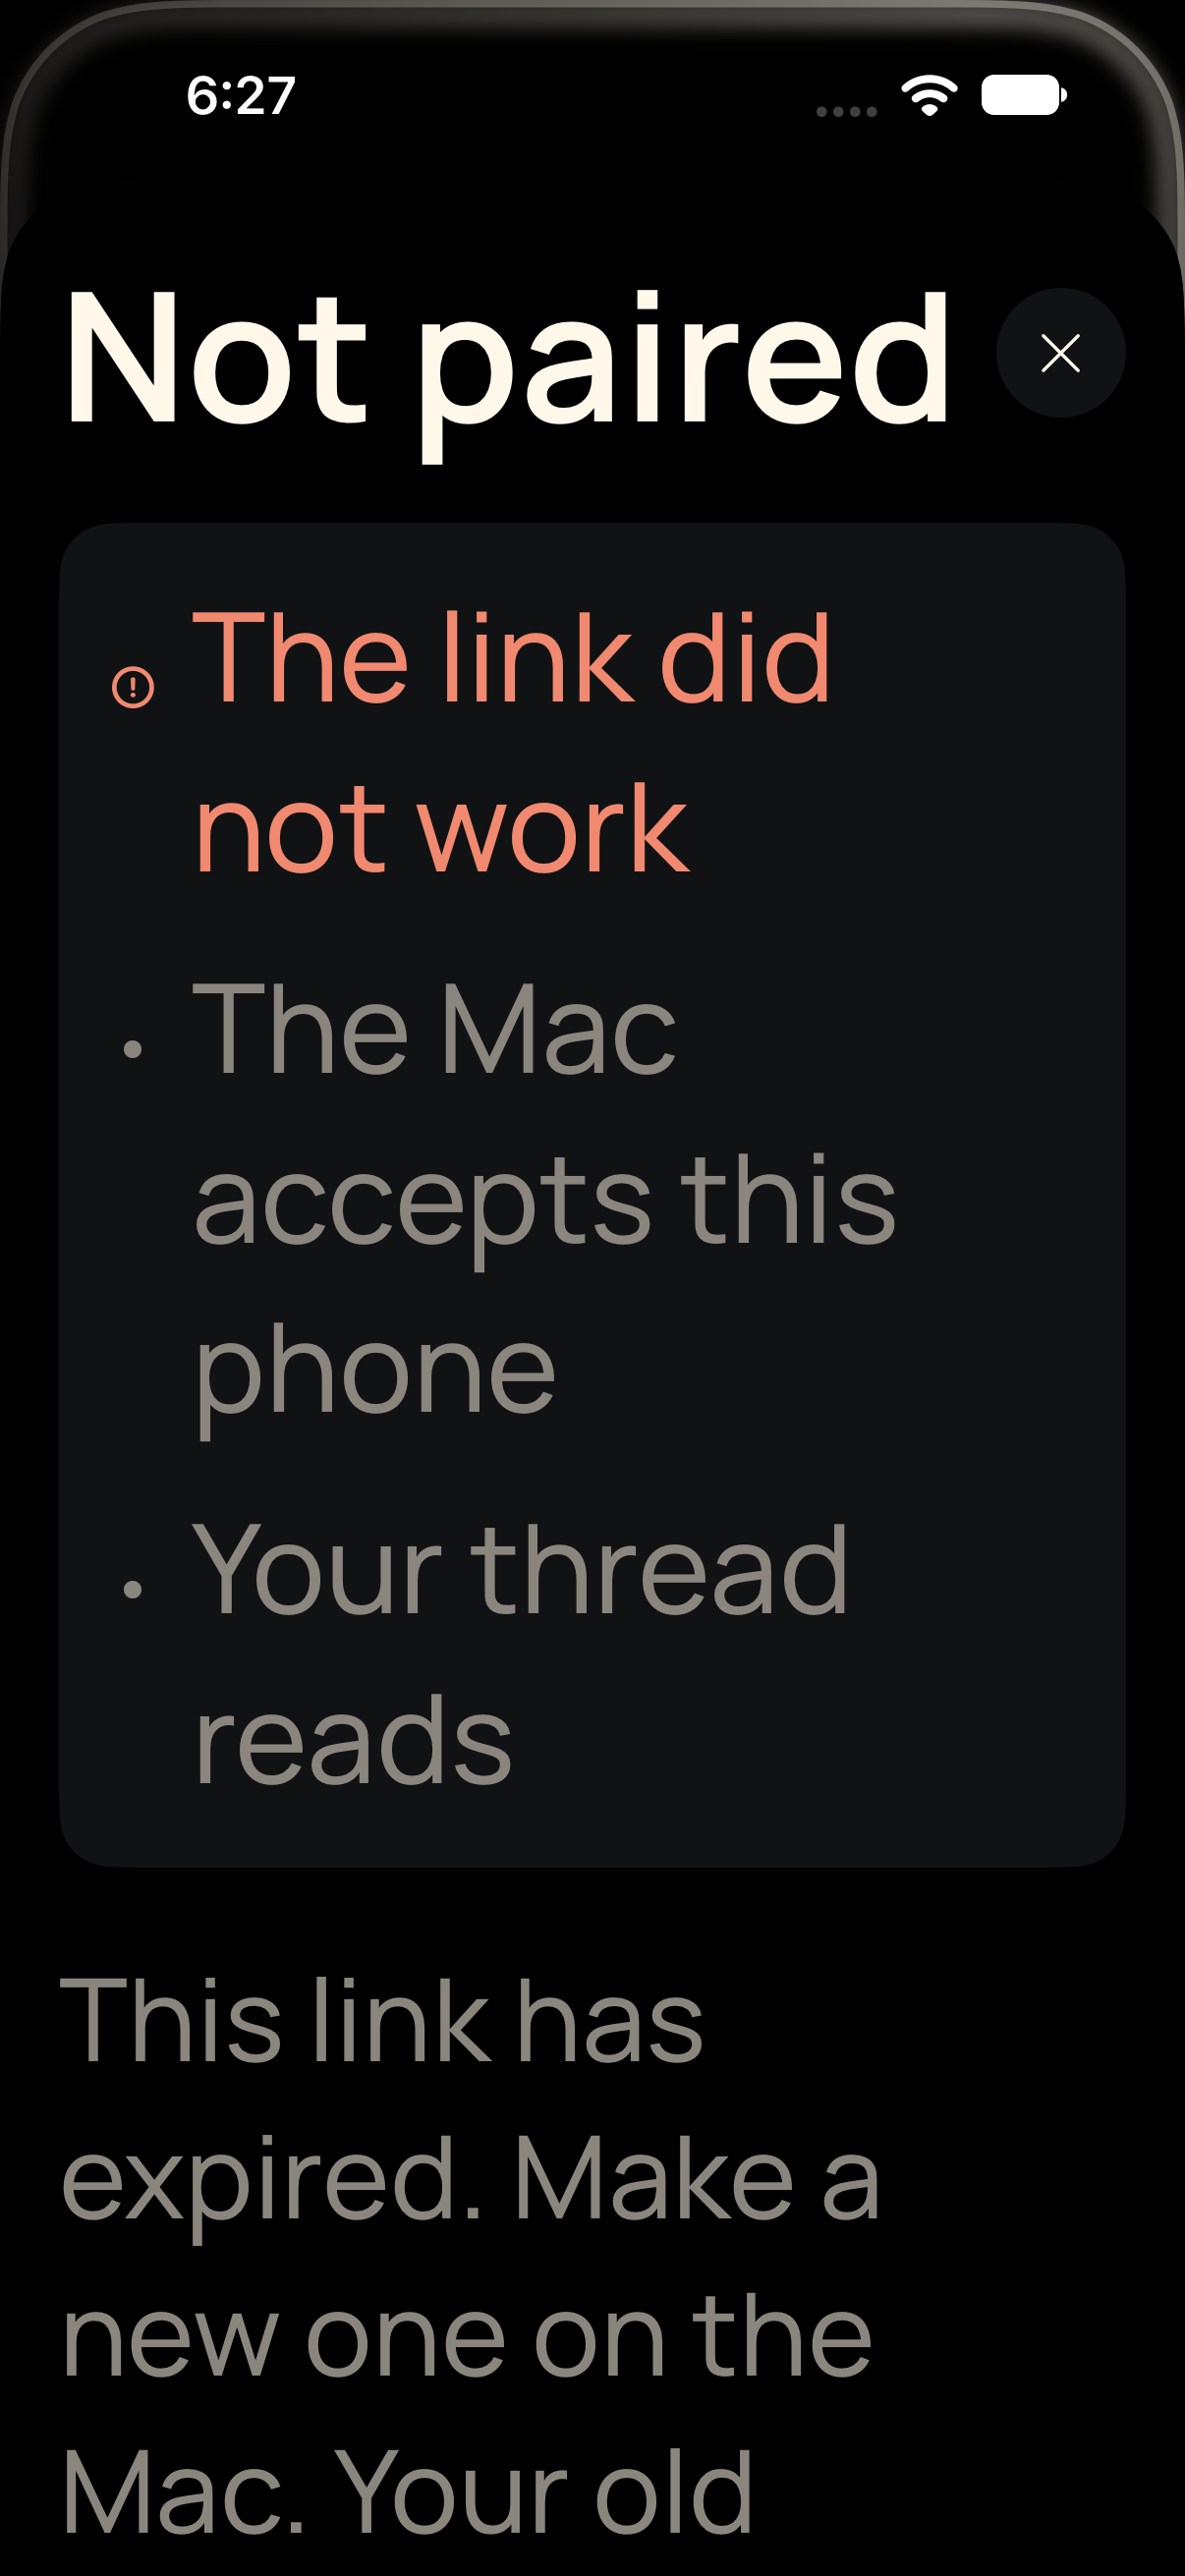 6:27
Not paired
The link did
not work
The Mac
accepts this
phone
Your thread
reads
This link has
expired. Make a
new one on the
Mac. Your old